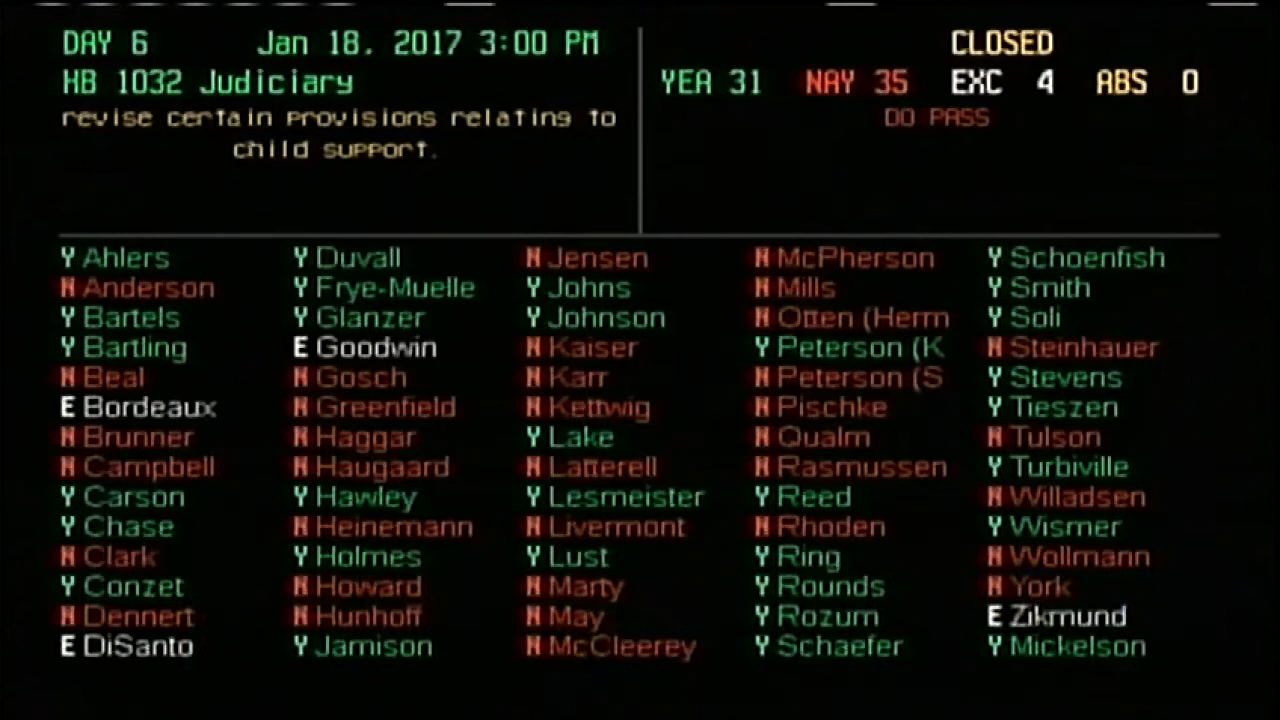 DAY 6 Jan 18, 2017 3:00 PM
HB 1032 Judiciary
revise certain provisions relating to
child support.
CLOSED
YEA 31 NAY 35 EXC 4 ABS 0
DO PASS
Y Ahlers
N Anderson
Y Bartels
Y Bartling
N Beal
E Bordeaux
N Brunner
N Campbell
Y Carson
Y Chase
N Clark
Y Conzet
N Dennert
E DiSanto
Y Duvall
Y Frye-Muelle
Y Glanzer
E Goodwin
N Gosch
N Greenfield
N Haggar
N Haugaard
Y Hawley
N Heinemann
Y Holmes
N Howard
N Hunhoff
Y Jamison
N Jensen
Y Johns
Y Johnson
N Kaiser
N Karr
N Kettwig
Y Lake
N Latterell
Y Lesmeister
N Livermont
Y Lust
N Marty
N May
N McCleerey
N McPherson
N Mills
N Otten (Herm
Y Peterson (K
N Peterson (S
N Pischke
N Qualm
N Rasmussen
Y Reed
N Rhoden
Y Ring
Y Rounds
Y Rozum
Y Schaefer
Y Schoenfish
Y Smith
Y Soli
N Steinhauer
Y Stevens
Y Tieszen
N Tulson
Y Turbiville
N Willadsen
Y Wismer
N Wollmann
N York
E Zikmund
Y Mickelson